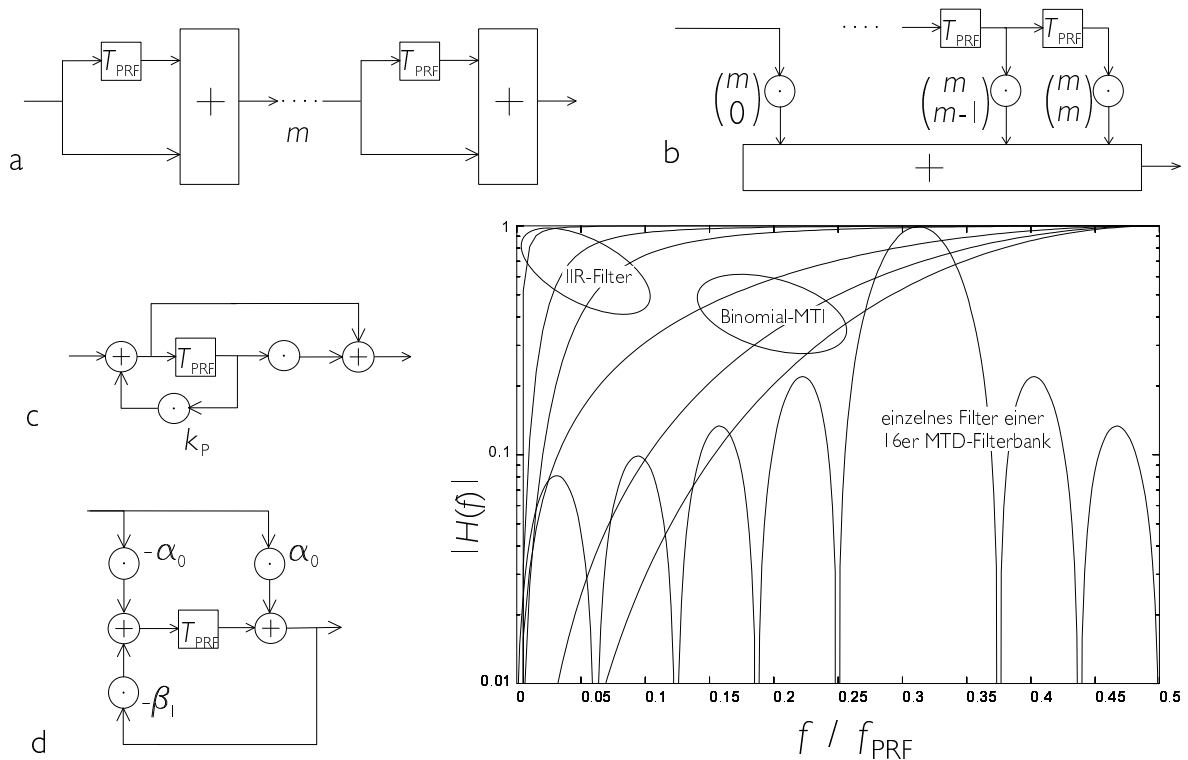 T_PRF
+
m
T_PRF
+
a
T_PRF
T_PRF
(m 0)
(m m-1)
(m m)
+
b
+
T_PRF
+
k_P
c
-α_0
α_0
+
T_PRF
+
-β_1
d
1
0.1
0.01
|H(f)|
IIR-Filter
Binomial-MTI
einzelnes Filter einer
16er MTD-Filterbank
0 0.05 0.1 0.15 0.2 0.25 0.3 0.35 0.4 0.45 0.5
f / f_PRF